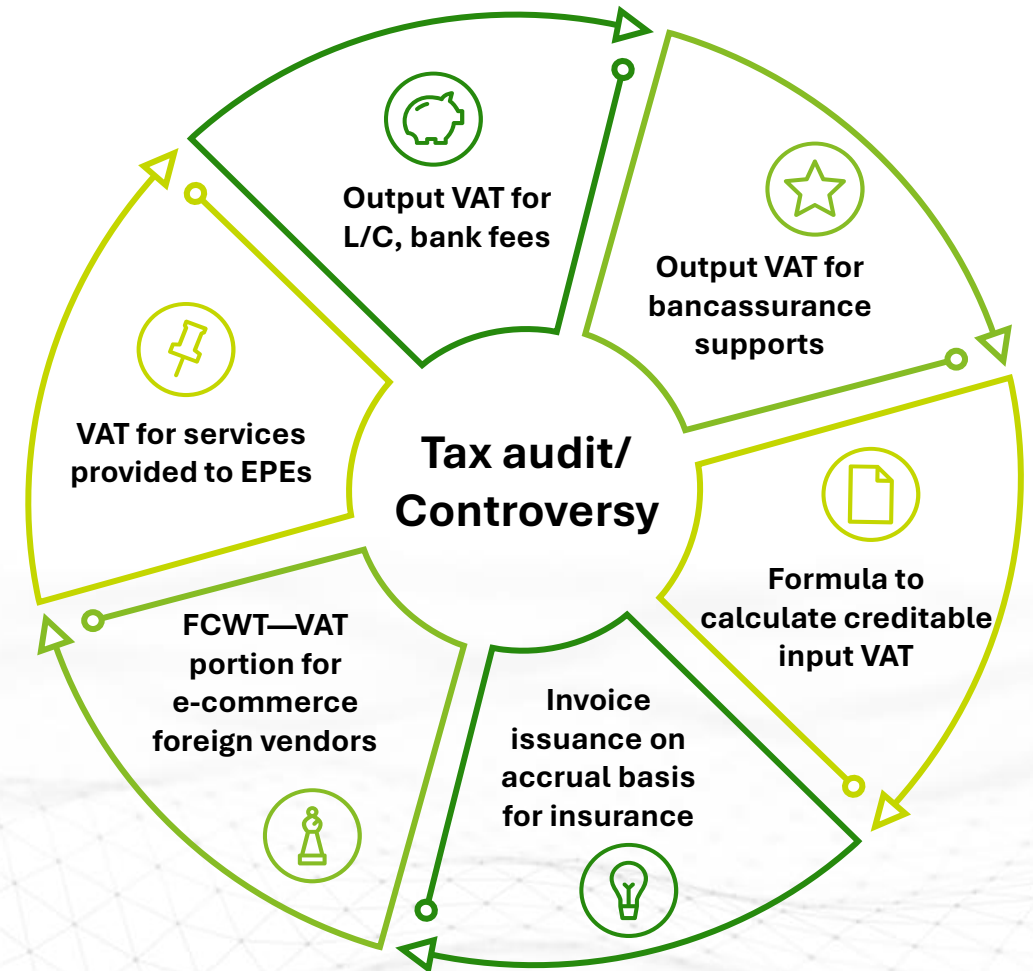 Output VAT for
L/C, bank fees
Output VAT for
bancassurance
supports
Formula to
calculate creditable
input VAT
Invoice
issuance on
accrual basis
for insurance
FCWT—VAT
portion for
e-commerce
foreign vendors
VAT for services
provided to EPEs
Tax audit/
Controversy